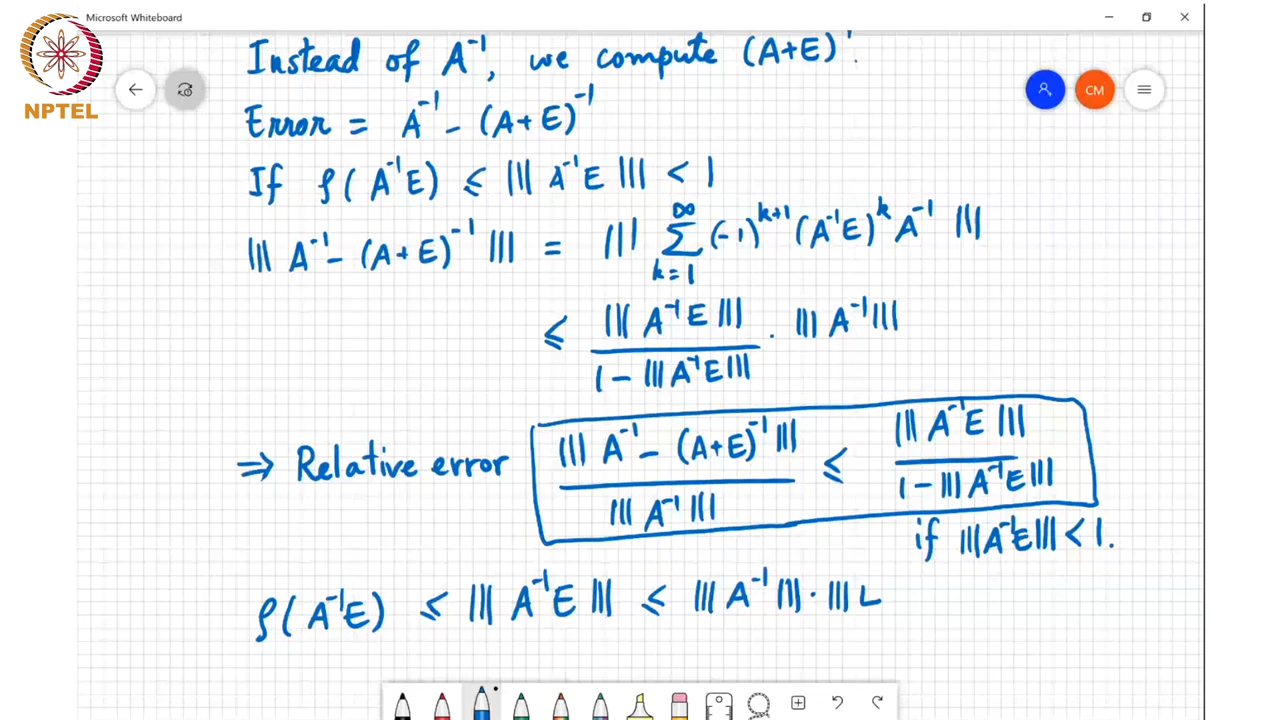 Microsoft Whiteboard
NPTEL
CM
Instead of A⁻¹, we compute (A+E)⁻¹.
Error = A⁻¹ − (A+E)⁻¹
If ρ(A⁻¹E) ≤ ||| A⁻¹E ||| < 1
||| A⁻¹ − (A+E)⁻¹ ||| = ||| ∑_{k=1}^{∞} (-1)^{k+1} (A⁻¹E)^k A⁻¹ |||
≤ ||| A⁻¹E ||| / (1 − ||| A⁻¹E |||) . ||| A⁻¹ |||
⇒ Relative error ||| A⁻¹ − (A+E)⁻¹ ||| / ||| A⁻¹ ||| ≤ ||| A⁻¹E ||| / (1 − ||| A⁻¹E |||)
if ||| A⁻¹E ||| < 1.
ρ(A⁻¹E) ≤ ||| A⁻¹E ||| ≤ ||| A⁻¹ ||| · |||